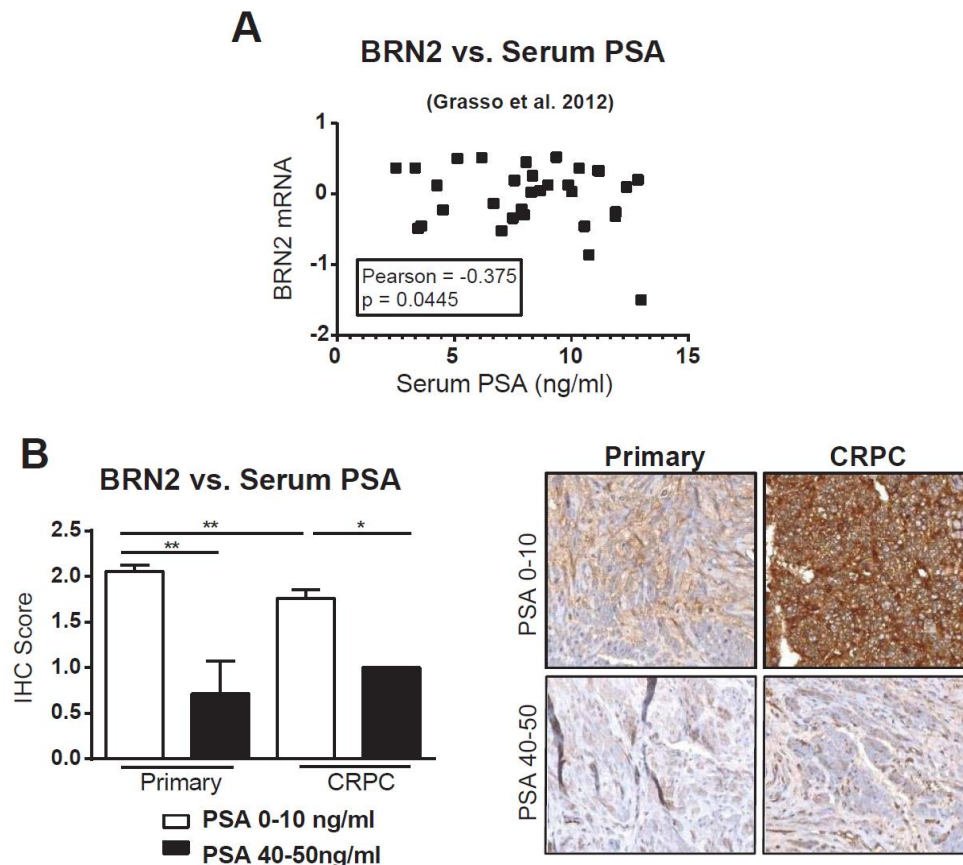 A
BRN2 vs. Serum PSA
(Grasso et al. 2012)
1
0
-1
-2
BRN2 mRNA
Pearson = -0.375
p = 0.0445
0 5 10 15
Serum PSA (ng/ml)
B
BRN2 vs. Serum PSA
2.5
2.0
1.5
1.0
0.5
0.0
IHC Score
** *
**
Primary CRPC
PSA 0-10 ng/ml
PSA 40-50ng/ml
Primary CRPC
PSA 0-10
PSA 40-50